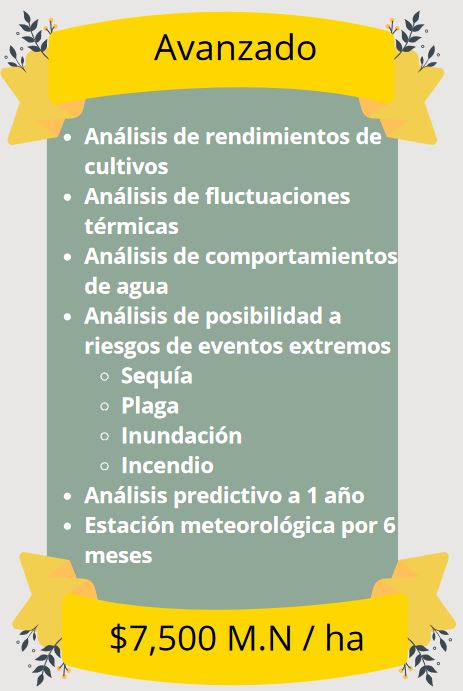 Avanzado
• Análisis de rendimientos de
cultivos
• Análisis de fluctuaciones
térmicas
• Análisis de comportamientos
de agua
• Análisis de posibilidad a
riesgos de eventos extremos
○ Sequía
○ Plaga
○ Inundación
○ Incendio
• Análisis predictivo a 1 año
• Estación meteorológica por 6
meses
$7,500 M.N / ha